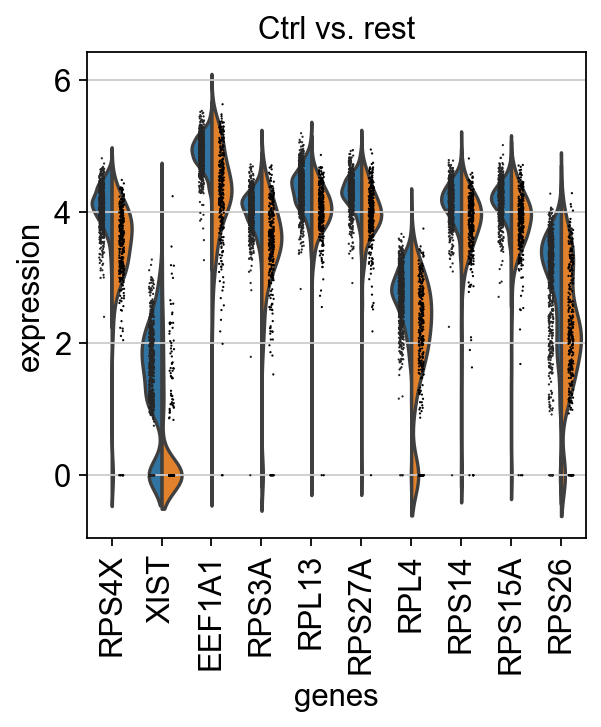 Ctrl vs. rest
expression
6
4
2
0
RPS4X
XIST
EEF1A1
RPS3A
RPL13
RPS27A
RPL4
RPS14
RPS15A
RPS26
genes